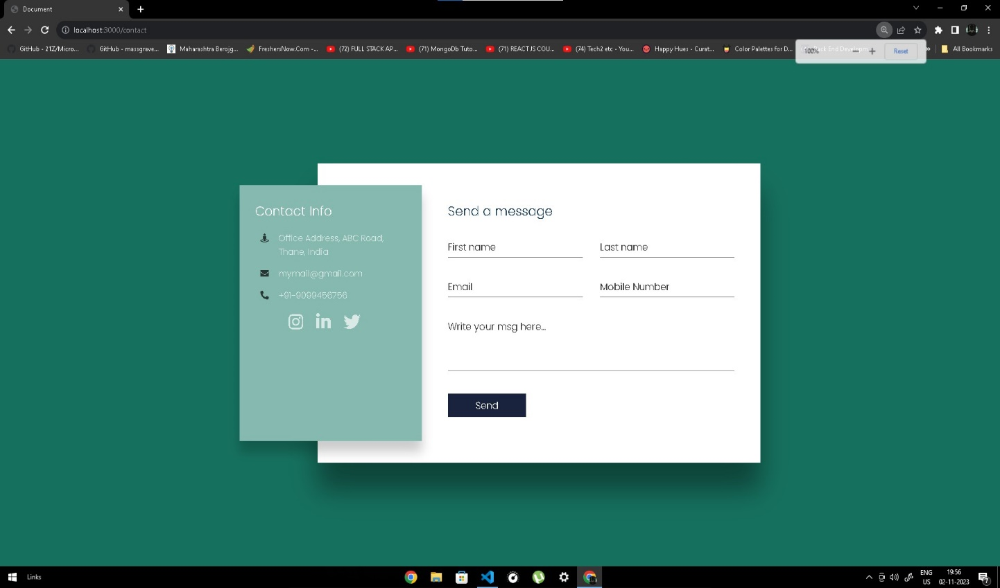 Document
localhost:3000/contact
GitHub - 21Z/Micro...
GitHub - massgrave...
Maharashtra Berojg...
FreshersNow.Com -...
(72) FULL STACK AP...
(71) MongoDb Tuto...
(71) REACT JS COU...
(74) Tech2 etc - You...
Happy Hues - Curat...
Color Palettes for D...
All Bookmarks
100%
Reset
Contact Info
Office Address, ABC Road,
Thane, India
mymail@gmail.com
+91-9099456756
Send a message
First name
Last name
Email
Mobile Number
Write your msg here...
Send
Links
ENG
US
19:56
02-11-2023
7